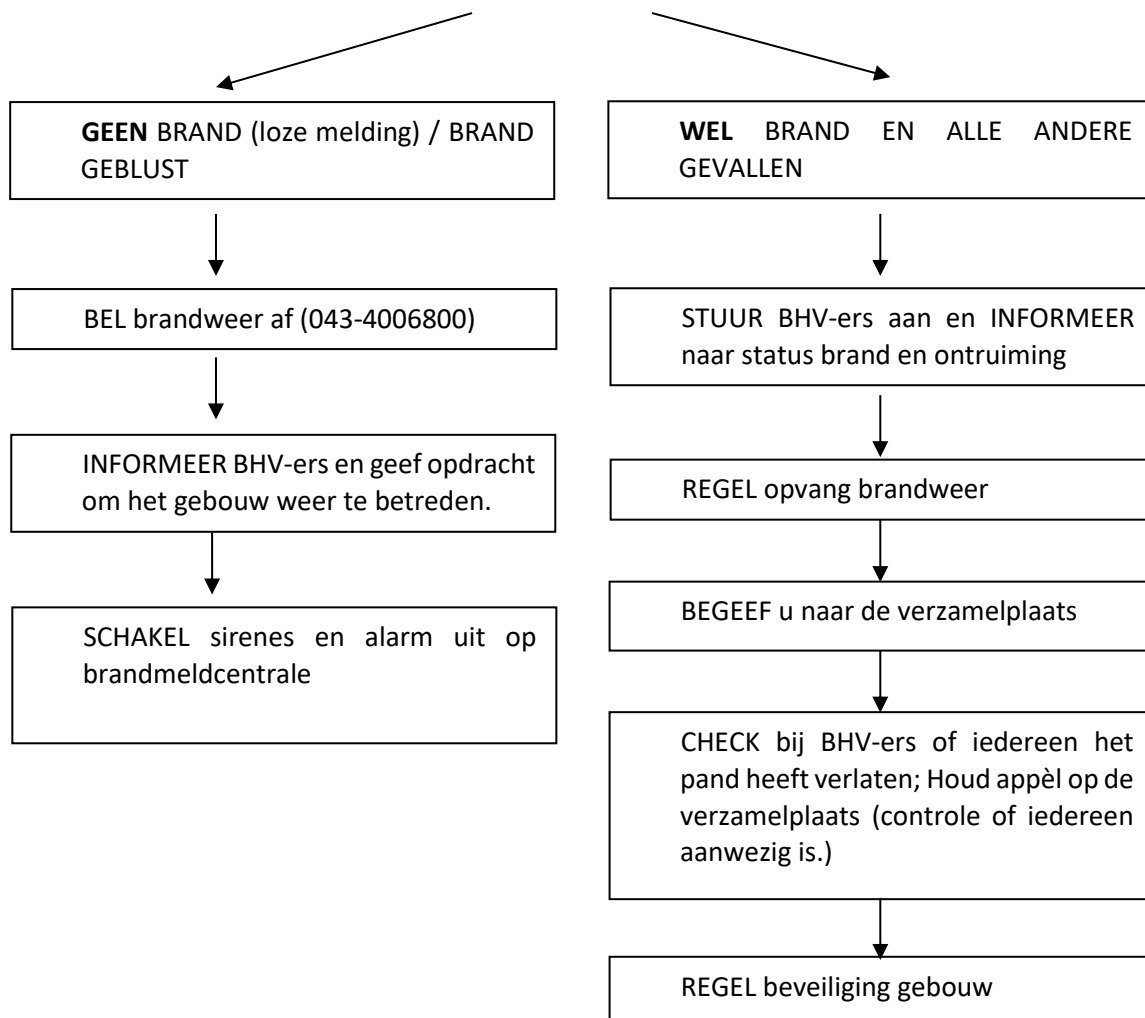 GEEN BRAND (loze melding) / BRAND
GEBLUST
BEL brandweer af (043-4006800)
INFORMEER BHV-ers en geef opdracht
om het gebouw weer te betreden.
SCHAKEL sirenes en alarm uit op
brandmeldcentrale
WEL BRAND EN ALLE ANDERE
GEVALLEN
STUUR BHV-ers aan en INFORMEER
naar status brand en ontruiming
REGEL opvang brandweer
BEGEEF u naar de verzamelplaats
CHECK bij BHV-ers of iedereen het
pand heeft verlaten; Houd appèl op de
verzamelplaats (controle of iedereen
aanwezig is.)
REGEL beveiliging gebouw